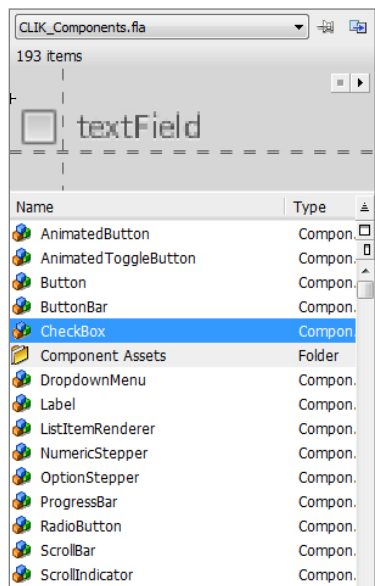 CLIK_Components.fla
193 items
textField
Name Type
AnimatedButton Compon.
AnimatedToggleButton Compon.
Button Compon.
ButtonBar Compon.
CheckBox Compon.
Component Assets Folder
DropdownMenu Compon.
Label Compon.
ListItemRenderer Compon.
NumericStepper Compon.
OptionStepper Compon.
ProgressBar Compon.
RadioButton Compon.
ScrollBar Compon.
ScrollIndicator Compon.